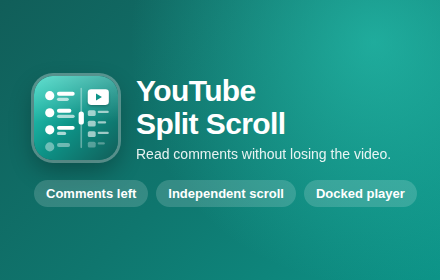 YouTube
Split Scroll
Read comments without losing the video.
Comments left
Independent scroll
Docked player